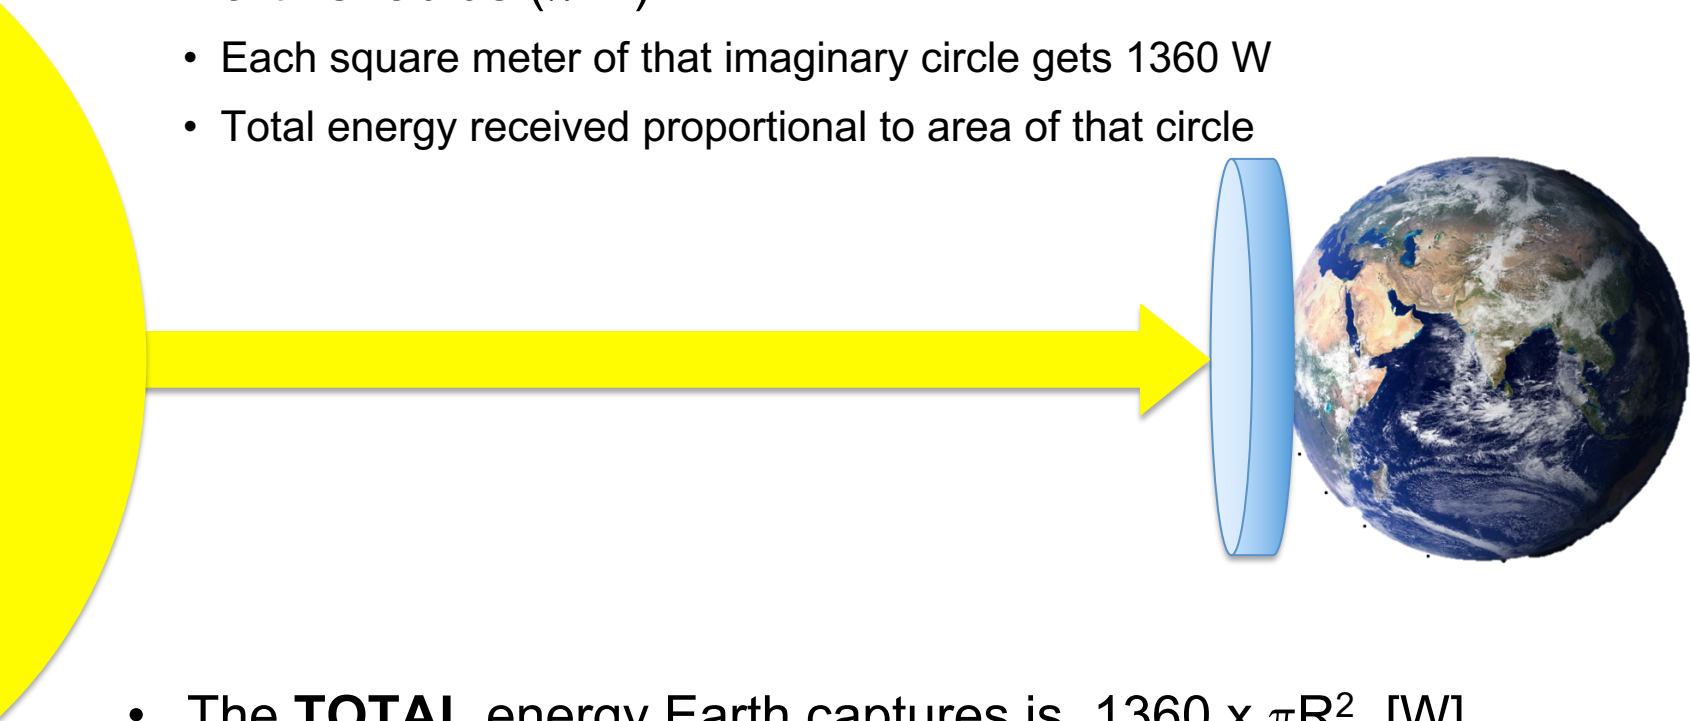 • Each square meter of that imaginary circle gets 1360 W
• Total energy received proportional to area of that circle
• The TOTAL energy Earth captures is 1360 x πR² [W]